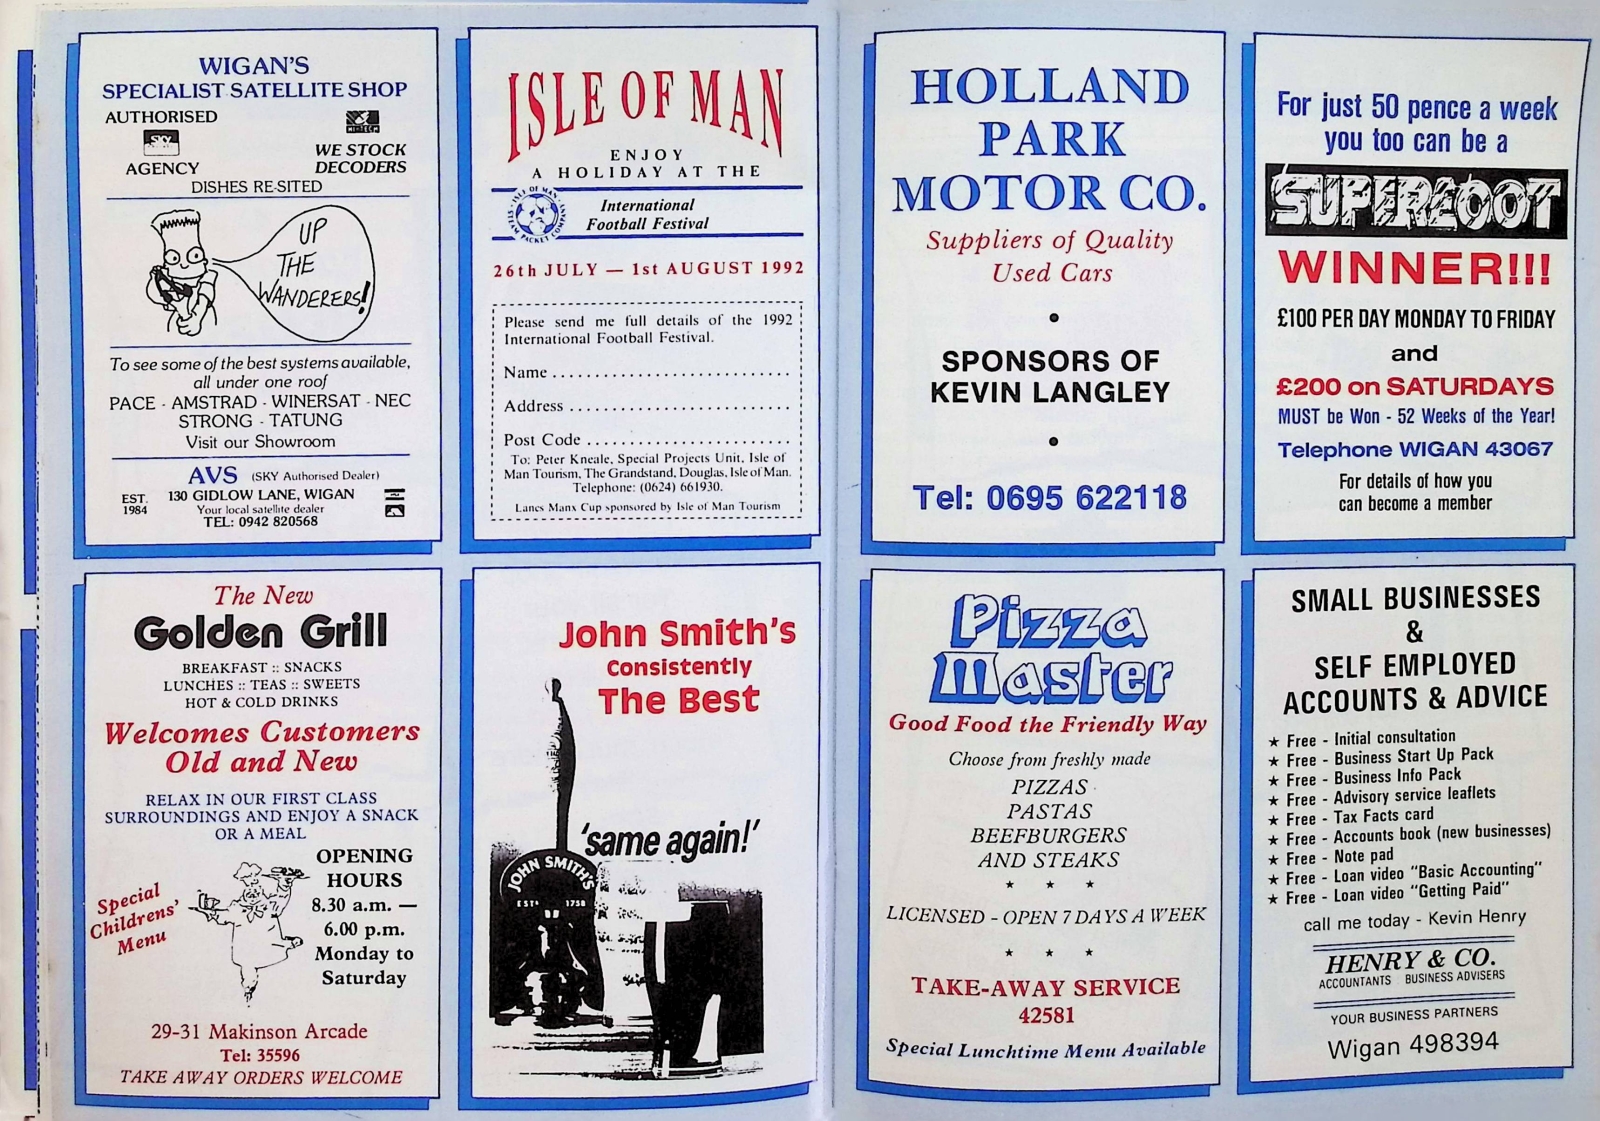 WIGAN'S
SPECIALIST SATELLITE SHOP
AUTHORISED
SKY
AGENCY
HI-TECH
WE STOCK
DECODERS
DISHES RE-SITED
UP
THE
WANDERERS!
To see some of the best systems available,
all under one roof
PACE - AMSTRAD - WINERSAT - NEC
STRONG - TATUNG
Visit our Showroom
AVS (SKY Authorised Dealer)
EST.
1984
130 GIDLOW LANE, WIGAN
Your local satellite dealer
TEL: 0942 820568
ISLE OF MAN
ENJOY
A HOLIDAY AT THE
ISLE OF MAN
STEAM PACKET COMPANY
International
Football Festival
26th JULY — 1st AUGUST 1992
Please send me full details of the 1992
International Football Festival.
Name
Address
Post Code
To: Peter Kneale, Special Projects Unit, Isle of
Man Tourism, The Grandstand, Douglas, Isle of Man.
Telephone: (0624) 661930.
Lancs Manx Cup sponsored by Isle of Man Tourism
HOLLAND
PARK
MOTOR CO.
Suppliers of Quality
Used Cars
•
SPONSORS OF
KEVIN LANGLEY
•
Tel: 0695 622118
For just 50 pence a week
you too can be a
SUPERLOOT
WINNER!!!
£100 PER DAY MONDAY TO FRIDAY
and
£200 on SATURDAYS
MUST be Won - 52 Weeks of the Year!
Telephone WIGAN 43067
For details of how you
can become a member
The New
Golden Grill
BREAKFAST :: SNACKS
LUNCHES :: TEAS :: SWEETS
HOT & COLD DRINKS
Welcomes Customers
Old and New
RELAX IN OUR FIRST CLASS
SURROUNDINGS AND ENJOY A SNACK
OR A MEAL
Special
Childrens'
Menu
OPENING
HOURS
8.30 a.m. —
6.00 p.m.
Monday to
Saturday
29-31 Makinson Arcade
Tel: 35596
TAKE AWAY ORDERS WELCOME
John Smith's
Consistently
The Best
'same again!'
JOHN SMITH'S
ESTD 1758
Pizza
Master
Good Food the Friendly Way
Choose from freshly made
PIZZAS
PASTAS
BEEFBURGERS
AND STEAKS
★ ★ ★
LICENSED - OPEN 7 DAYS A WEEK
★ ★ ★
TAKE-AWAY SERVICE
42581
Special Lunchtime Menu Available
SMALL BUSINESSES
&
SELF EMPLOYED
ACCOUNTS & ADVICE
★ Free - Initial consultation
★ Free - Business Start Up Pack
★ Free - Business Info Pack
★ Free - Advisory service leaflets
★ Free - Tax Facts card
★ Free - Accounts book (new businesses)
★ Free - Note pad
★ Free - Loan video "Basic Accounting"
★ Free - Loan video "Getting Paid"
call me today - Kevin Henry
HENRY & CO.
ACCOUNTANTS BUSINESS ADVISERS
YOUR BUSINESS PARTNERS
Wigan 498394